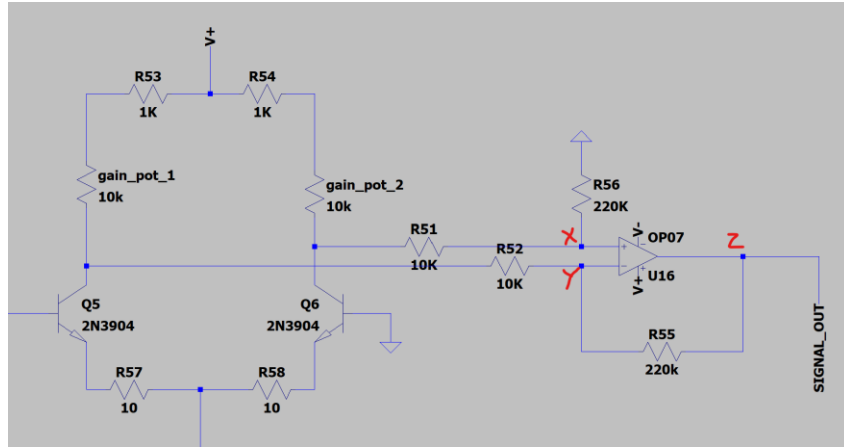 V+
R53
1K
R54
1K
gain_pot_1
10k
gain_pot_2
10k
R56
220K
R51
10K
R52
10K
X
Y
Z
V-
OP07
+
-
-
+
V+
U16
Q5
2N3904
Q6
2N3904
R55
220k
R57
10
R58
10
SIGNAL_OUT